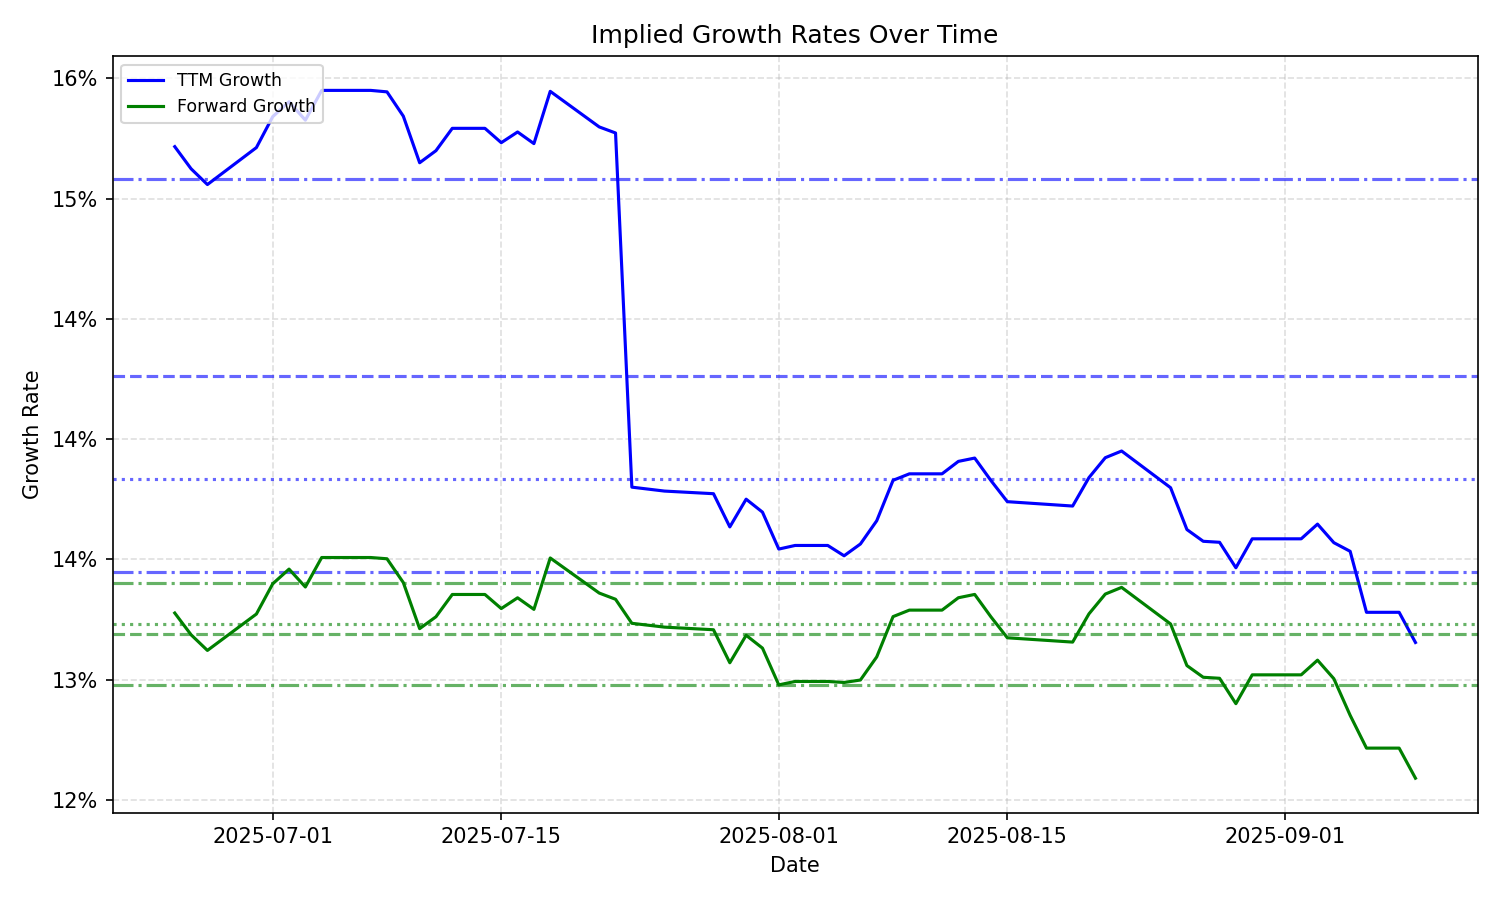 Implied Growth Rates Over Time
TTM Growth
Forward Growth
16%
15%
14%
14%
14%
13%
12%
Growth Rate
2025-07-01
2025-07-15
2025-08-01
2025-08-15
2025-09-01
Date